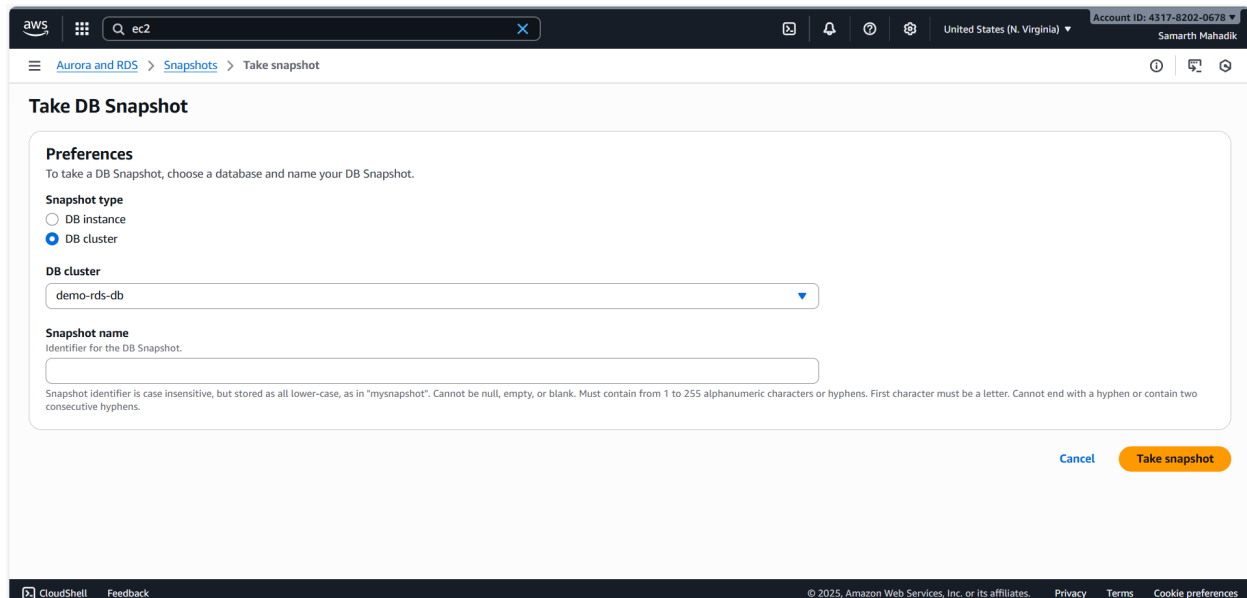 aws
ec2
United States (N. Virginia)
Account ID: 4317-8202-0678
Samarth Mahadik
Aurora and RDS > Snapshots > Take snapshot
Take DB Snapshot
Preferences
To take a DB Snapshot, choose a database and name your DB Snapshot.
Snapshot type
DB instance
DB cluster
DB cluster
demo-rds-db
Snapshot name
Identifier for the DB Snapshot.
Snapshot identifier is case insensitive, but stored as all lower-case, as in "mysnapshot". Cannot be null, empty, or blank. Must contain from 1 to 255 alphanumeric characters or hyphens. First character must be a letter. Cannot end with a hyphen or contain two
consecutive hyphens.
Cancel
Take snapshot
CloudShell Feedback © 2025, Amazon Web Services, Inc. or its affiliates. Privacy Terms Cookie preferences